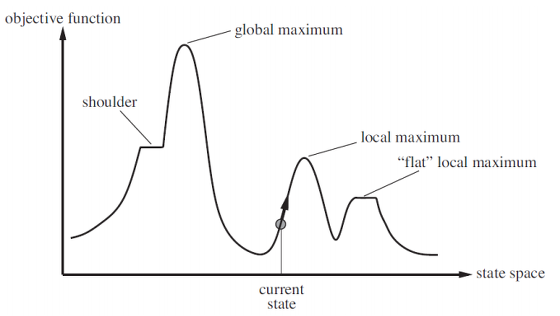 objective function
global maximum
shoulder
local maximum
“flat” local maximum
state space
current
state